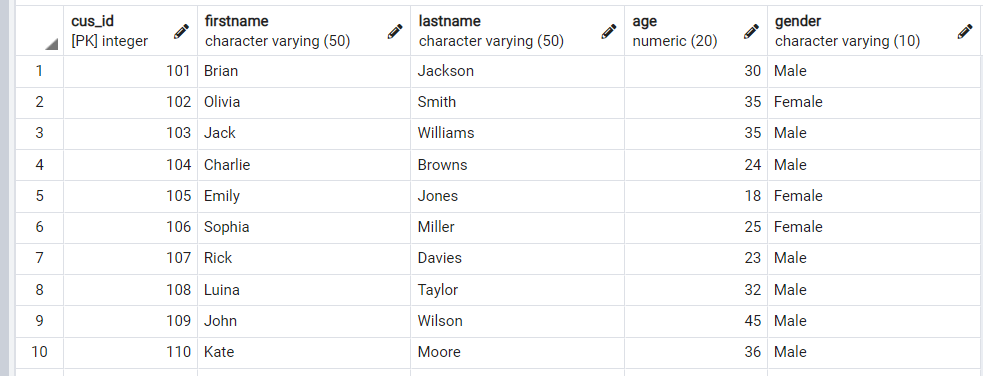 cus_id firstname lastname age gender
[PK] integer character varying (50) character varying (50) numeric (20) character varying (10)
1 101 Brian Jackson 30 Male
2 102 Olivia Smith 35 Female
3 103 Jack Williams 35 Male
4 104 Charlie Browns 24 Male
5 105 Emily Jones 18 Female
6 106 Sophia Miller 25 Female
7 107 Rick Davies 23 Male
8 108 Luina Taylor 32 Male
9 109 John Wilson 45 Male
10 110 Kate Moore 36 Male